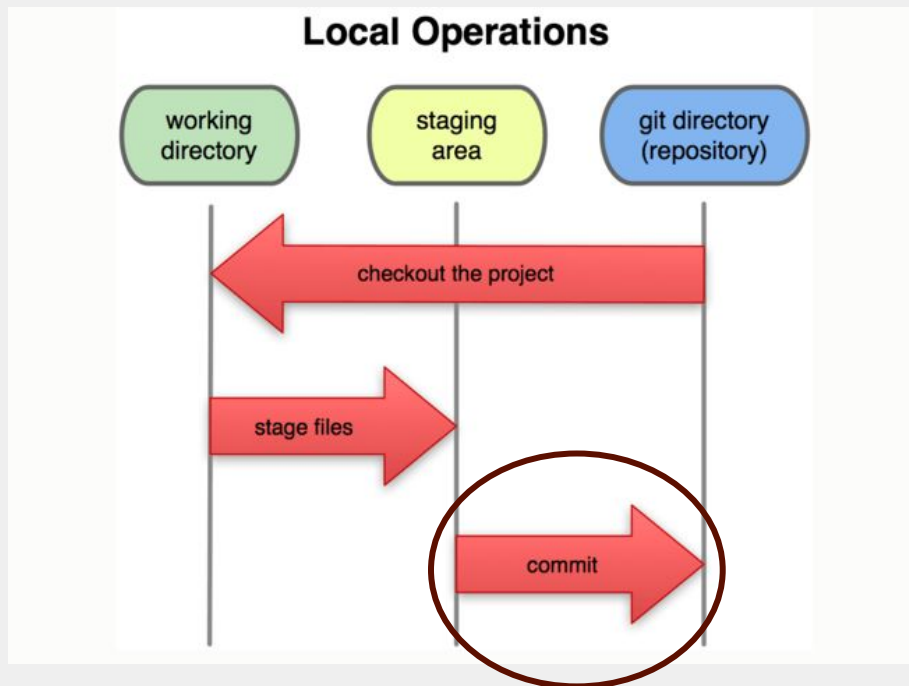 Local Operations
working
directory
staging
area
git directory
(repository)
checkout the project
stage files
commit